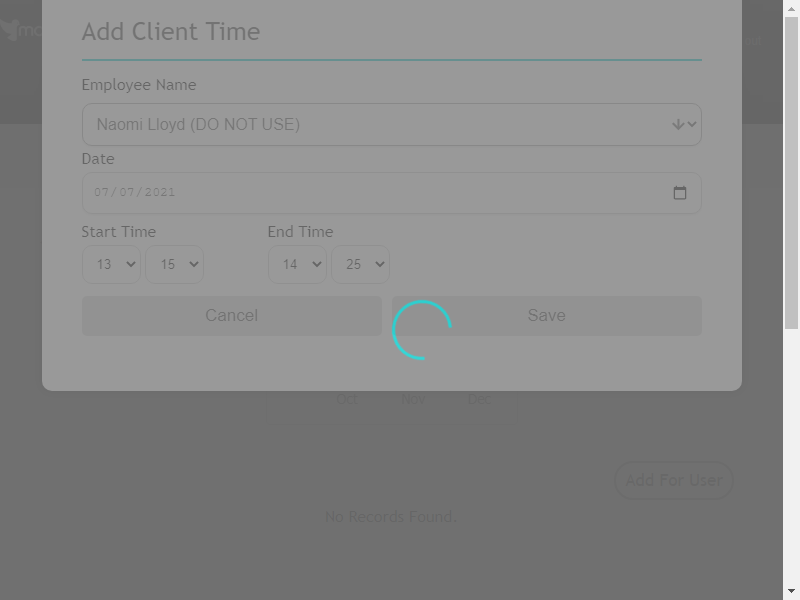 Add Client Time
Employee Name
Naomi Lloyd (DO NOT USE)
Date
07/07/2021
Start Time End Time
13 15 14 25
Cancel Save
Oct Nov Dec
Add For User
No Records Found.